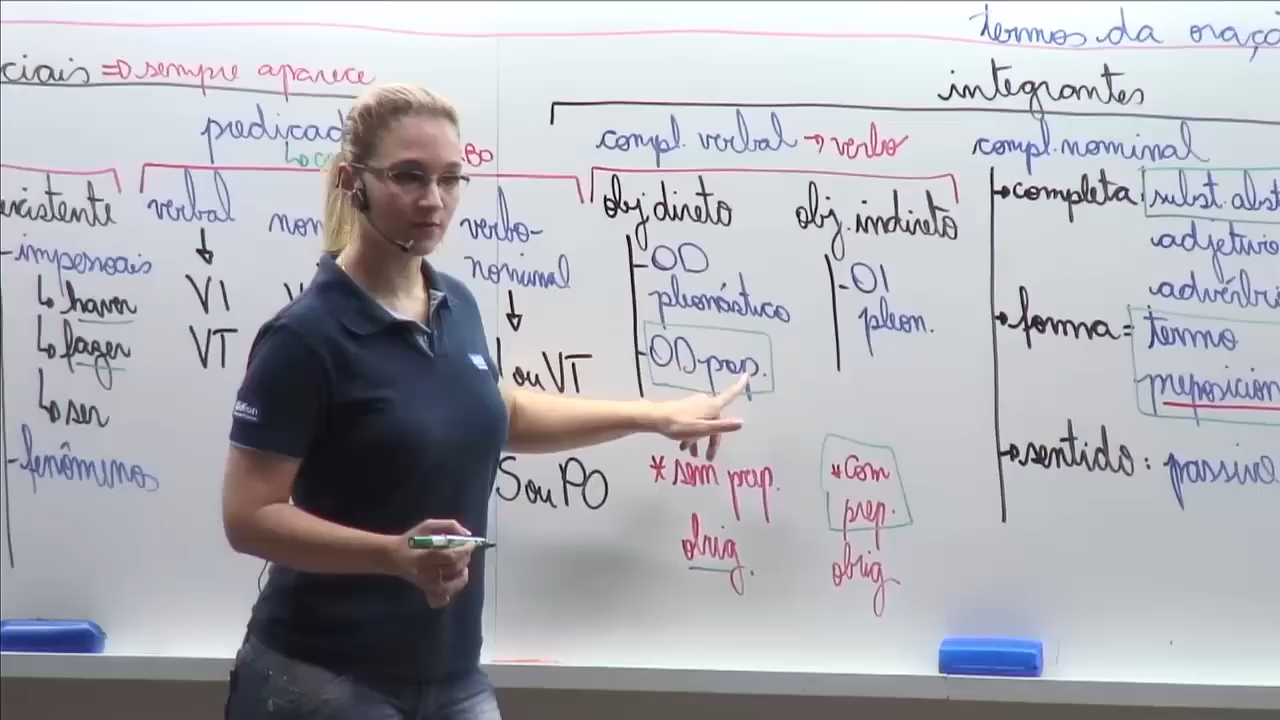 termos da oraçã
ciais ⇒ sempre aparece
integrantes
predicad
compl. verbal → verbo
compl. nominal
existente
verbal
nom
verbo-
nominal
obj direto
obj. indireto
completa: subst. abst
adjetivo
advérbi
- impessoais
↳ haver
↳ fazer
↳ ser
- fenômenos
VI
VT
V
ou VT
S ou PO
- OD
pleonástico
- OD prep.
* sem prep.
obrig.
- OI
pleon.
* com
prep.
obrig.
forma = termo
preposicion
sentido: passivo